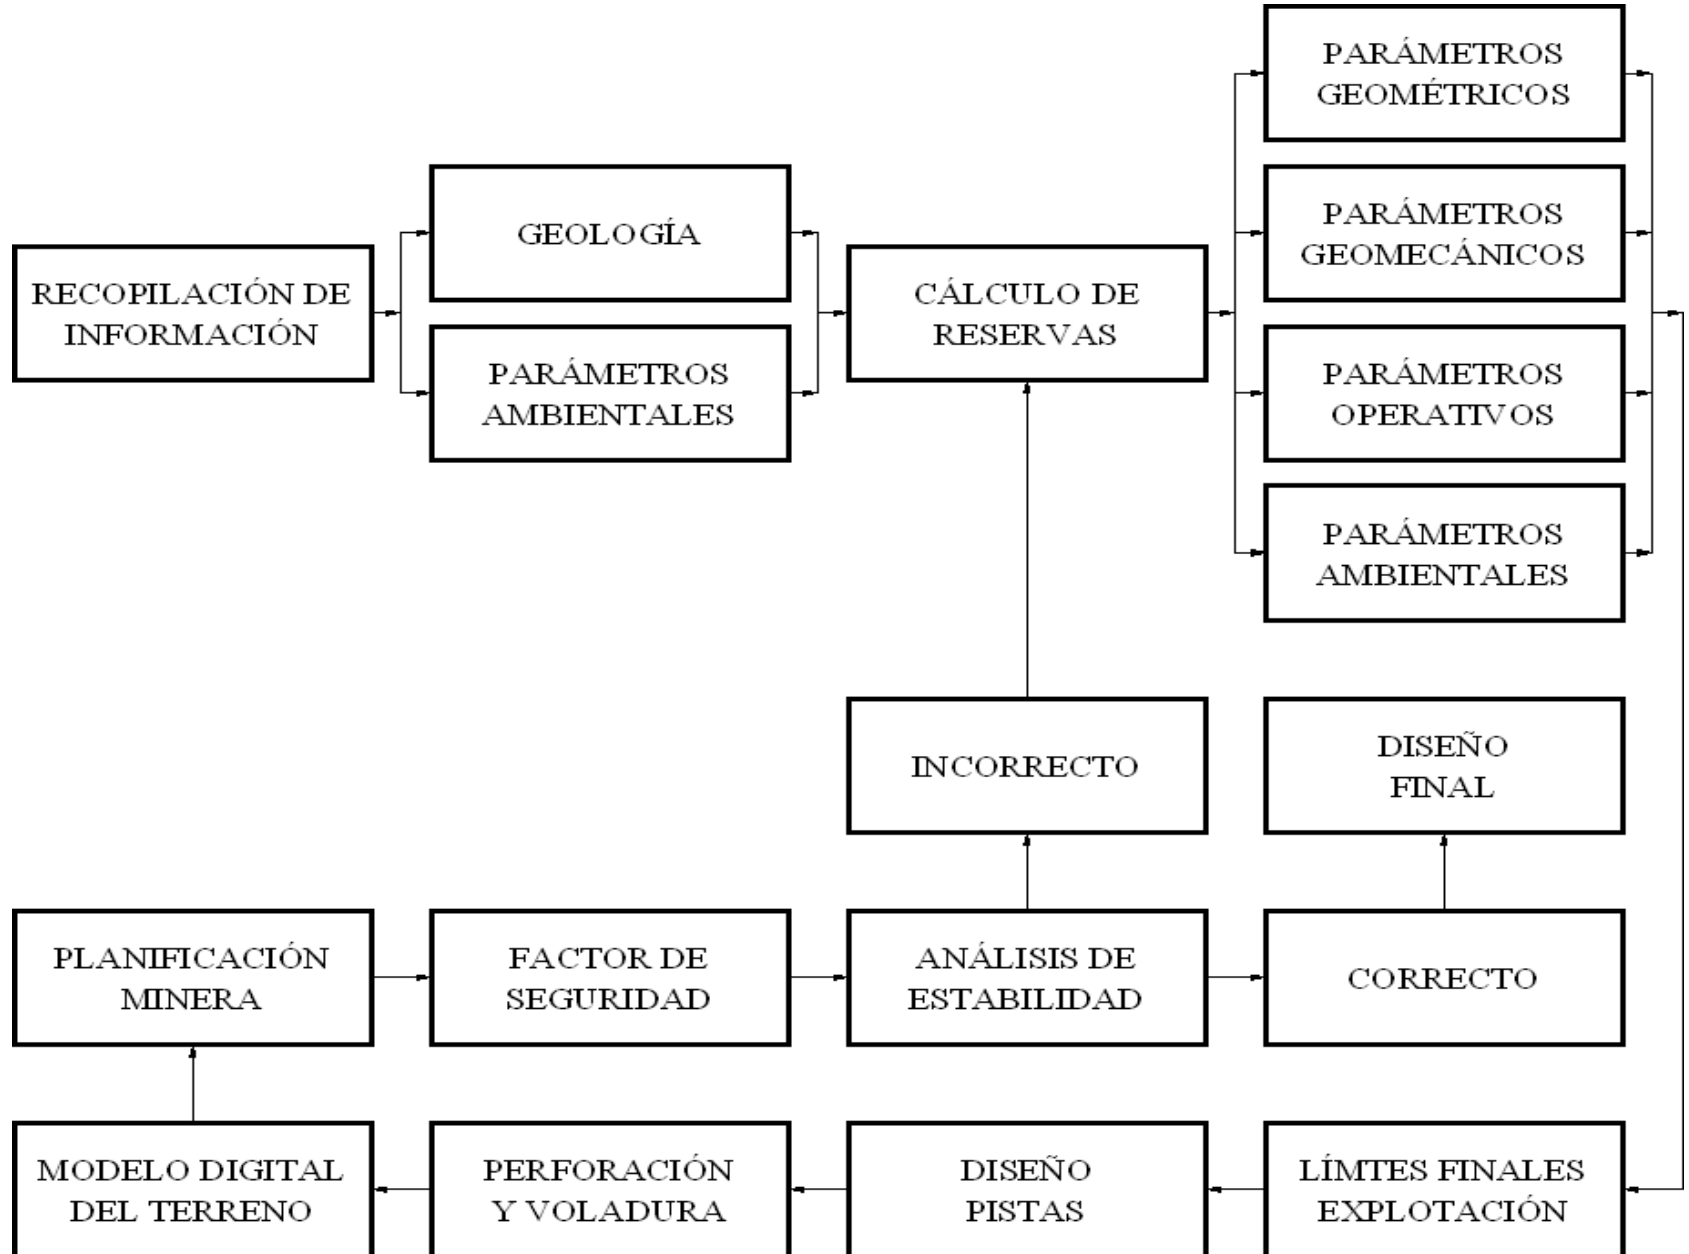 PARÁMETROS
GEOMÉTRICOS
GEOLOGÍA
PARÁMETROS
GEOMECÁNICOS
RECOPILACIÓN DE
INFORMACIÓN
CÁLCULO DE
RESERVAS
PARÁMETROS
AMBIENTALES
PARÁMETROS
OPERATIVOS
PARÁMETROS
AMBIENTALES
INCORRECTO
DISEÑO
FINAL
PLANIFICACIÓN
MINERA
FACTOR DE
SEGURIDAD
ANÁLISIS DE
ESTABILIDAD
CORRECTO
MODELO DIGITAL
DEL TERRENO
PERFORACIÓN
Y VOLADURA
DISEÑO
PISTAS
LÍMTES FINALES
EXPLOTACIÓN